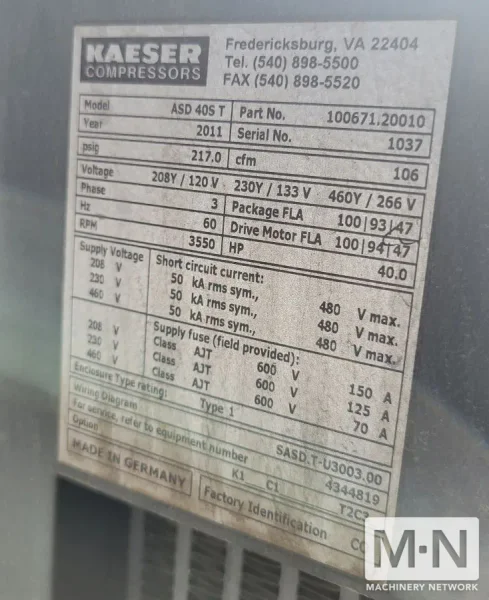 KAESER
COMPRESSORS
Fredericksburg, VA 22404
Tel. (540) 898-5500
FAX (540) 898-5520
Model ASD 40S T Part No. 100671.20010
Year 2011 Serial No. 1037
psig 217.0 cfm 106
Voltage 208Y / 120 V 230Y / 133 V 460Y / 266 V
Phase 3 Package FLA 100|93|47
Hz 60 Drive Motor FLA 100|94|47
RPM 3550 HP 40.0
Supply Voltage Short circuit current:
208 V 50 kA rms sym., 480 V max.
230 V 50 kA rms sym., 480 V max.
460 V 50 kA rms sym., 480 V max.
Supply fuse (field provided):
208 V Class AJT 600 V 150 A
230 V Class AJT 600 V 125 A
460 V Class AJT 600 V 70 A
Enclosure Type rating: Type 1
Wiring Diagram SASD.T-U3003.00
For service, refer to equipment number 4344819
Option K1 C1
MADE IN GERMANY
Factory Identification
M·N
MACHINERY NETWORK